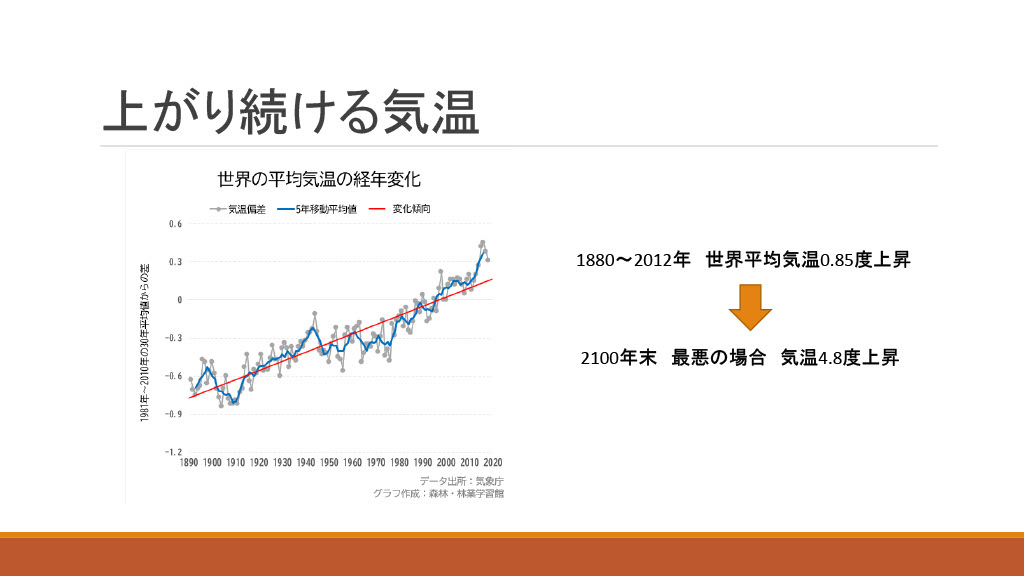 上がり続ける気温
世界の平均気温の経年変化
気温偏差 5年移動平均値 変化傾向
1981年～2010年の30年平均値からの差
0.6
0.3
0
-0.3
-0.6
-0.9
-1.2
1890 1900 1910 1920 1930 1940 1950 1960 1970 1980 1990 2000 2010 2020
データ出所：気象庁
グラフ作成：森林・林業学習館
1880～2012年　世界平均気温0.85度上昇
2100年末　最悪の場合　気温4.8度上昇